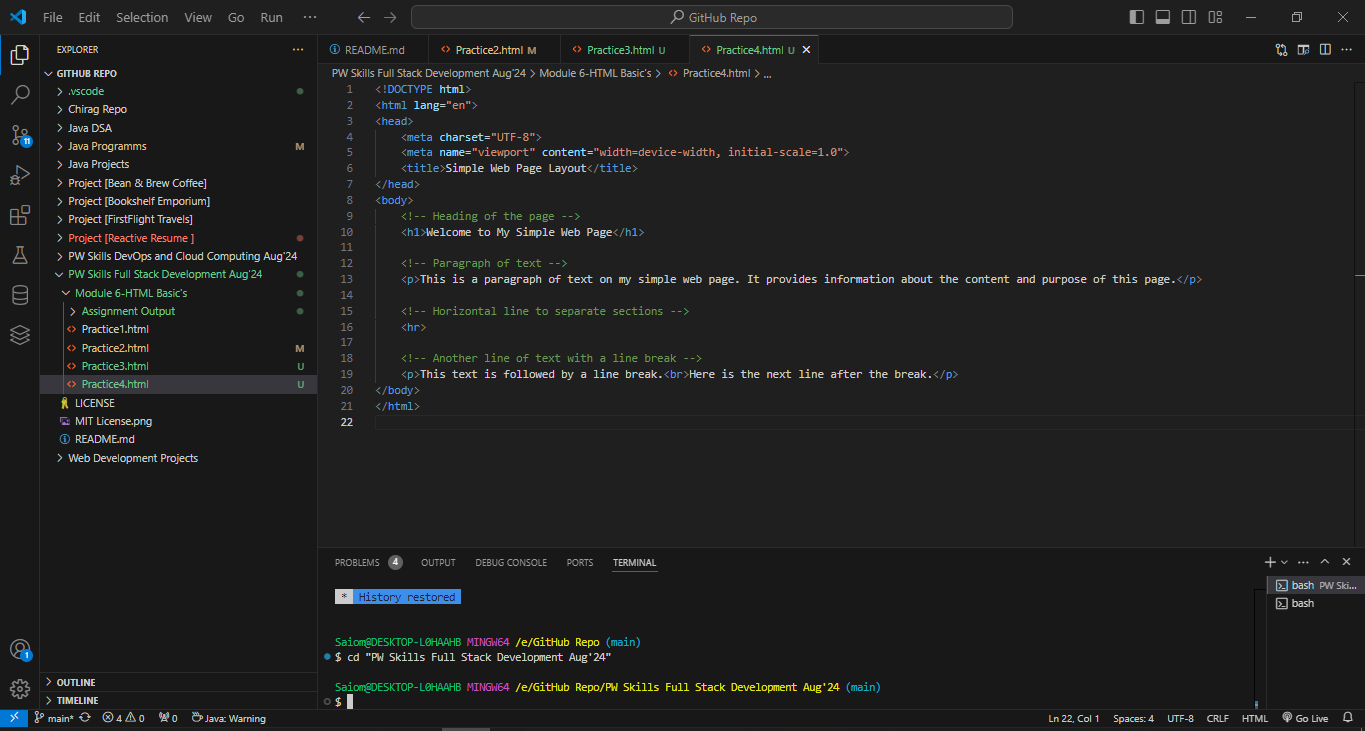 File Edit Selection View Go Run ··· GitHub Repo
EXPLORER ···
GITHUB REPO
.vscode
Chirag Repo
Java DSA
Java Programms M
Java Projects
Project [Bean & Brew Coffee]
Project [Bookshelf Emporium]
Project [FirstFlight Travels]
Project [Reactive Resume ]
PW Skills DevOps and Cloud Computing Aug'24
PW Skills Full Stack Development Aug'24
Module 6-HTML Basic's
Assignment Output
Practice1.html
Practice2.html M
Practice3.html U
Practice4.html U
LICENSE
MIT License.png
README.md
Web Development Projects
OUTLINE
TIMELINE
11
1
README.md Practice2.html M Practice3.html U Practice4.html U
PW Skills Full Stack Development Aug'24 > Module 6-HTML Basic's > Practice4.html > ...
1 <!DOCTYPE html>
2 <html lang="en">
3 <head>
4 <meta charset="UTF-8">
5 <meta name="viewport" content="width=device-width, initial-scale=1.0">
6 <title>Simple Web Page Layout</title>
7 </head>
8 <body>
9 <!-- Heading of the page -->
10 <h1>Welcome to My Simple Web Page</h1>
11
12 <!-- Paragraph of text -->
13 <p>This is a paragraph of text on my simple web page. It provides information about the content and purpose of this page.</p>
14
15 <!-- Horizontal line to separate sections -->
16 <hr>
17
18 <!-- Another line of text with a line break -->
19 <p>This text is followed by a line break.<br>Here is the next line after the break.</p>
20 </body>
21 </html>
22
PROBLEMS 4 OUTPUT DEBUG CONSOLE PORTS TERMINAL
* History restored
Saiom@DESKTOP-L0HAAHB MINGW64 /e/GitHub Repo (main)
$ cd "PW Skills Full Stack Development Aug'24"
Saiom@DESKTOP-L0HAAHB MINGW64 /e/GitHub Repo/PW Skills Full Stack Development Aug'24 (main)
$
bash PW Ski...
bash
main* 4 0 0 Java: Warning Ln 22, Col 1 Spaces: 4 UTF-8 CRLF HTML Go Live